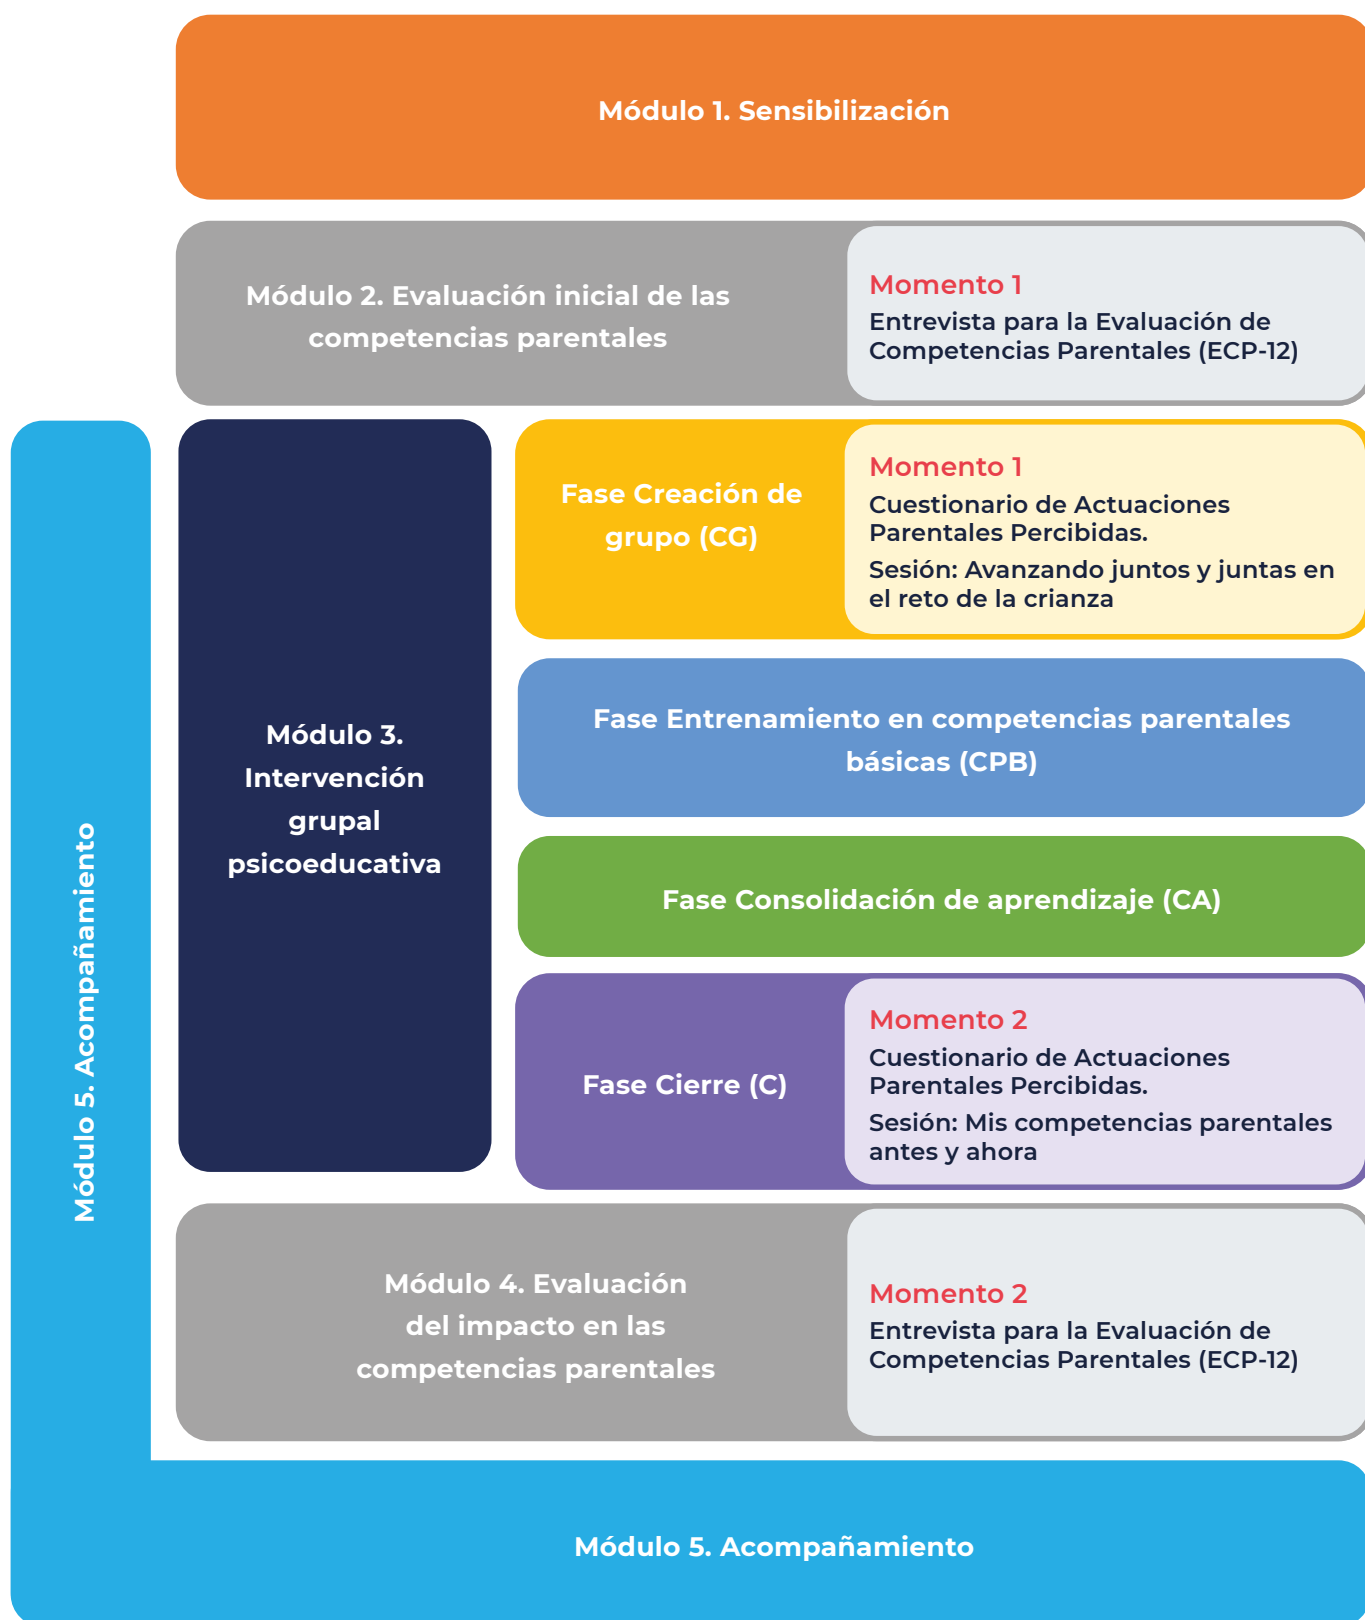 Módulo 1. Sensibilización
Módulo 2. Evaluación inicial de las
competencias parentales
Momento 1
Entrevista para la Evaluación de
Competencias Parentales (ECP-12)
Módulo 5. Acompañamiento
Módulo 3.
Intervención
grupal
psicoeducativa
Fase Creación de
grupo (CG)
Momento 1
Cuestionario de Actuaciones
Parentales Percibidas.
Sesión: Avanzando juntos y juntas en
el reto de la crianza
Fase Entrenamiento en competencias parentales
básicas (CPB)
Fase Consolidación de aprendizaje (CA)
Fase Cierre (C)
Momento 2
Cuestionario de Actuaciones
Parentales Percibidas.
Sesión: Mis competencias parentales
antes y ahora
Módulo 4. Evaluación
del impacto en las
competencias parentales
Momento 2
Entrevista para la Evaluación de
Competencias Parentales (ECP-12)
Módulo 5. Acompañamiento